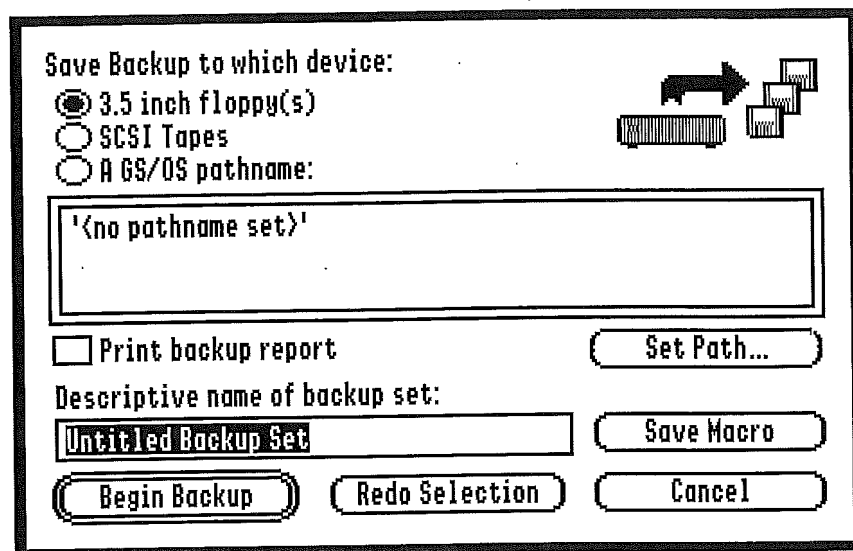 Save Backup to which device:
3.5 inch floppy(s)
SCSI Tapes
A GS/OS pathname:
'<no pathname set>'
Print backup report
Set Path...
Descriptive name of backup set:
Untitled Backup Set
Save Macro
Begin Backup
Redo Selection
Cancel